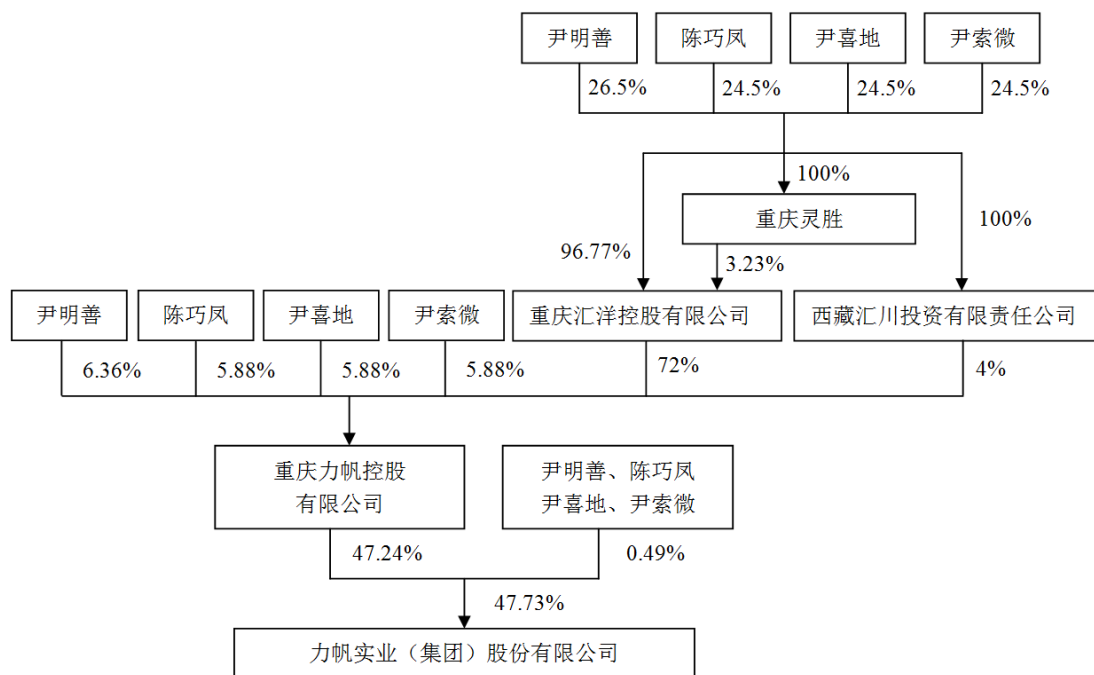 尹明善
陈巧凤
尹喜地
尹索微
26.5%
24.5%
24.5%
24.5%
100%
重庆灵胜
100%
96.77%
3.23%
尹明善
陈巧凤
尹喜地
尹索微
重庆汇洋控股有限公司
西藏汇川投资有限责任公司
6.36%
5.88%
5.88%
5.88%
72%
4%
重庆力帆控股
有限公司
尹明善、陈巧凤
尹喜地、尹索微
47.24%
0.49%
47.73%
力帆实业（集团）股份有限公司